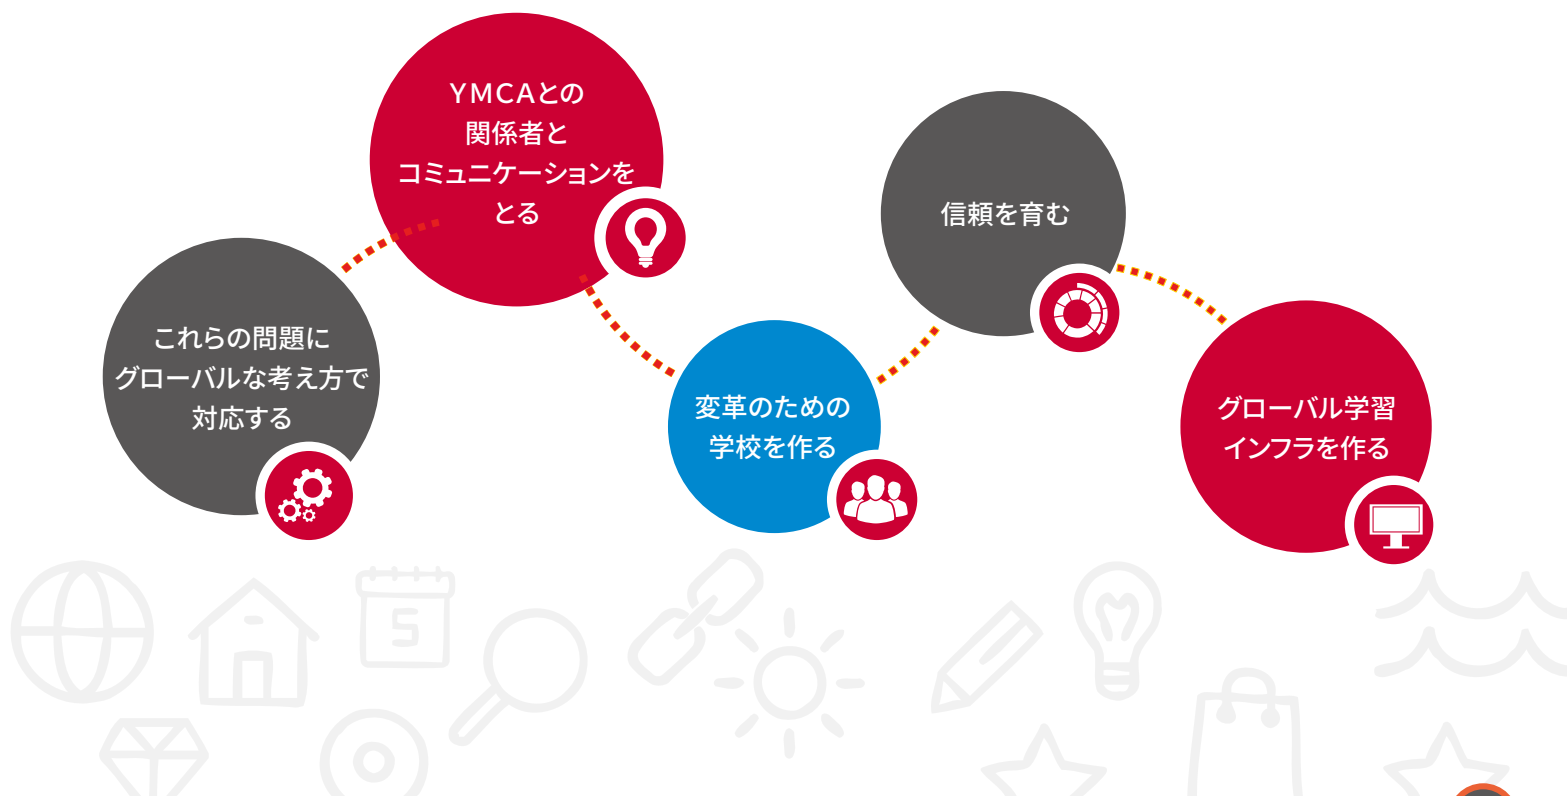 これらの問題に
グローバルな考え方で
対応する
ＹＭＣＡとの
関係者と
コミュニケーションを
とる
変革のための
学校を作る
信頼を育む
グローバル学習
インフラを作る
5